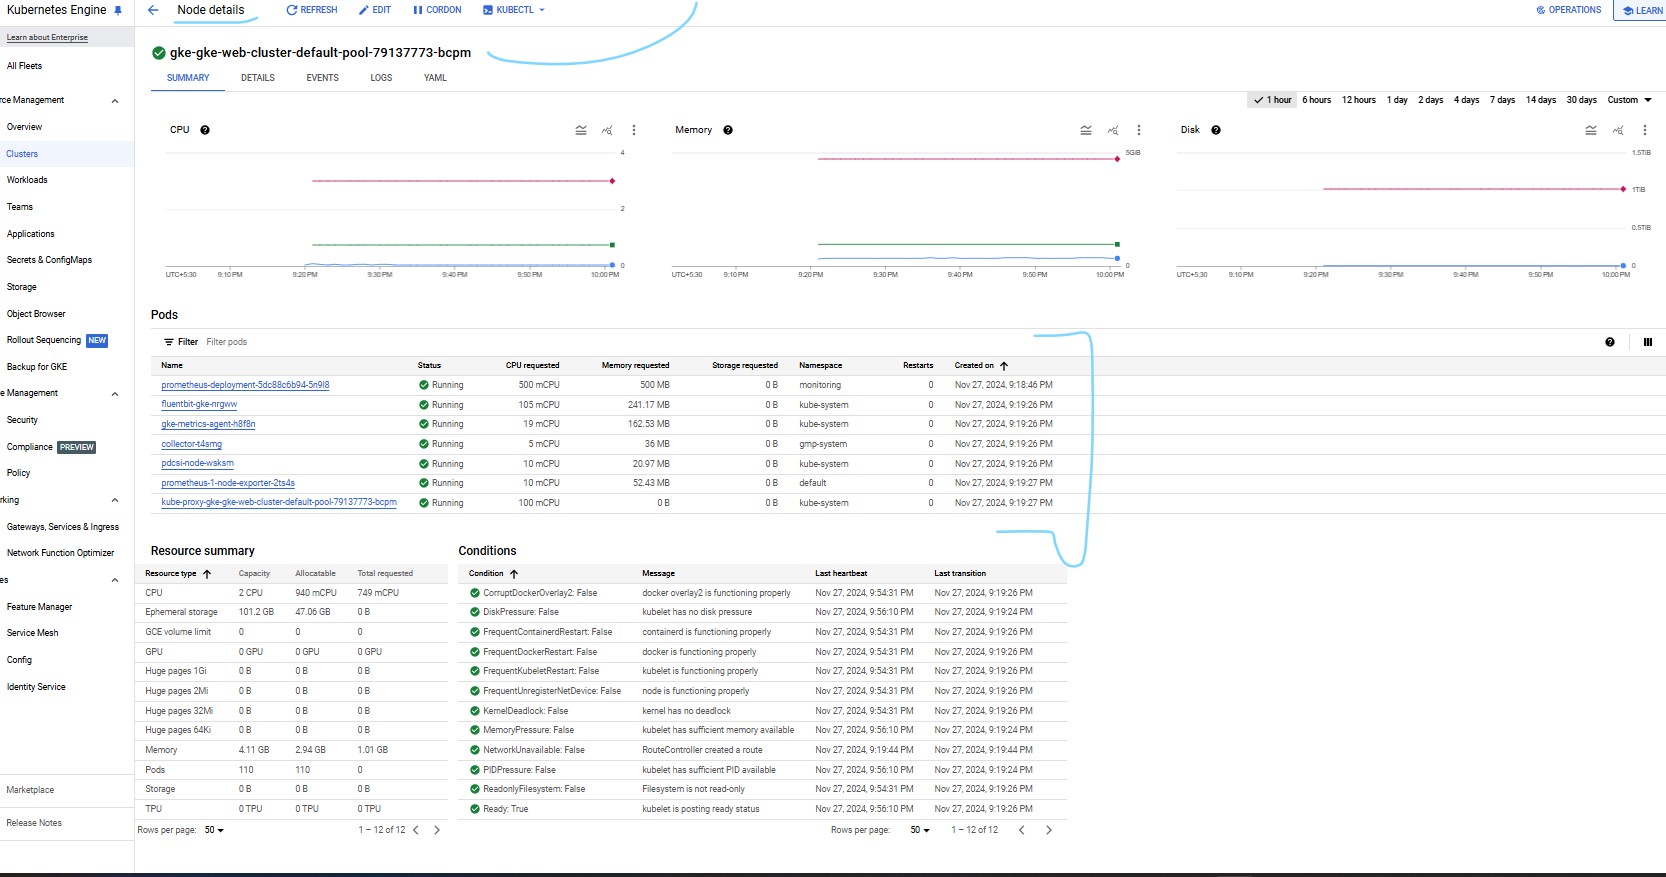 Kubernetes Engine
Node details
REFRESH
EDIT
CORDON
KUBECTL
OPERATIONS
LEARN
Learn about Enterprise
All Fleets
rce Management
Overview
Clusters
Workloads
Teams
Applications
Secrets & ConfigMaps
Storage
Object Browser
Rollout Sequencing NEW
Backup for GKE
e Management
Security
Compliance PREVIEW
Policy
rking
Gateways, Services & Ingress
Network Function Optimizer
es
Feature Manager
Service Mesh
Config
Identity Service
Marketplace
Release Notes
gke-gke-web-cluster-default-pool-79137773-bcpm
SUMMARY DETAILS EVENTS LOGS YAML
1 hour 6 hours 12 hours 1 day 2 days 4 days 7 days 14 days 30 days Custom
CPU
4
2
0
UTC+5:30 9:10 PM 9:20 PM 9:30 PM 9:40 PM 9:50 PM 10:00 PM
Memory
5GiB
0
UTC+5:30 9:10 PM 9:20 PM 9:30 PM 9:40 PM 9:50 PM 10:00 PM
Disk
1.5TiB
1TiB
0.5TiB
0
UTC+5:30 9:10 PM 9:20 PM 9:30 PM 9:40 PM 9:50 PM 10:00 PM
Pods
Filter Filter pods
Name Status CPU requested Memory requested Storage requested Namespace Restarts Created on
prometheus-deployment-5dc88c6b94-5n9l8 Running 500 mCPU 500 MB 0 B monitoring 0 Nov 27, 2024, 9:18:46 PM
fluentbit-gke-nrgww Running 105 mCPU 241.17 MB 0 B kube-system 0 Nov 27, 2024, 9:19:26 PM
gke-metrics-agent-h8f8n Running 19 mCPU 162.53 MB 0 B kube-system 0 Nov 27, 2024, 9:19:26 PM
collector-t4smg Running 5 mCPU 36 MB 0 B gmp-system 0 Nov 27, 2024, 9:19:26 PM
pdcsi-node-wsksm Running 10 mCPU 20.97 MB 0 B kube-system 0 Nov 27, 2024, 9:19:26 PM
prometheus-1-node-exporter-2ts4s Running 10 mCPU 52.43 MB 0 B default 0 Nov 27, 2024, 9:19:27 PM
kube-proxy-gke-gke-web-cluster-default-pool-79137773-bcpm Running 100 mCPU 0 B 0 B kube-system 0 Nov 27, 2024, 9:19:27 PM
Resource summary
Resource type Capacity Allocatable Total requested
CPU 2 CPU 940 mCPU 749 mCPU
Ephemeral storage 101.2 GB 47.06 GB 0 B
GCE volume limit 0 0 0
GPU 0 GPU 0 GPU 0 GPU
Huge pages 1Gi 0 B 0 B 0 B
Huge pages 2Mi 0 B 0 B 0 B
Huge pages 32Mi 0 B 0 B 0 B
Huge pages 64Ki 0 B 0 B 0 B
Memory 4.11 GB 2.94 GB 1.01 GB
Pods 110 110 0
Storage 0 B 0 B 0 B
TPU 0 TPU 0 TPU 0 TPU
Rows per page: 50 1 – 12 of 12
Conditions
Condition Message Last heartbeat Last transition
CorruptDockerOverlay2: False docker overlay2 is functioning properly Nov 27, 2024, 9:54:31 PM Nov 27, 2024, 9:19:26 PM
DiskPressure: False kubelet has no disk pressure Nov 27, 2024, 9:56:10 PM Nov 27, 2024, 9:19:24 PM
FrequentContainerdRestart: False containerd is functioning properly Nov 27, 2024, 9:54:31 PM Nov 27, 2024, 9:19:26 PM
FrequentDockerRestart: False docker is functioning properly Nov 27, 2024, 9:54:31 PM Nov 27, 2024, 9:19:26 PM
FrequentKubeletRestart: False kubelet is functioning properly Nov 27, 2024, 9:54:31 PM Nov 27, 2024, 9:19:26 PM
FrequentUnregisterNetDevice: False node is functioning properly Nov 27, 2024, 9:54:31 PM Nov 27, 2024, 9:19:26 PM
KernelDeadlock: False kernel has no deadlock Nov 27, 2024, 9:54:31 PM Nov 27, 2024, 9:19:26 PM
MemoryPressure: False kubelet has sufficient memory available Nov 27, 2024, 9:56:10 PM Nov 27, 2024, 9:19:24 PM
NetworkUnavailable: False RouteController created a route Nov 27, 2024, 9:19:44 PM Nov 27, 2024, 9:19:44 PM
PIDPressure: False kubelet has sufficient PID available Nov 27, 2024, 9:56:10 PM Nov 27, 2024, 9:19:24 PM
ReadonlyFilesystem: False Filesystem is not read-only Nov 27, 2024, 9:54:31 PM Nov 27, 2024, 9:19:26 PM
Ready: True kubelet is posting ready status Nov 27, 2024, 9:56:10 PM Nov 27, 2024, 9:19:26 PM
Rows per page: 50 1 – 12 of 12